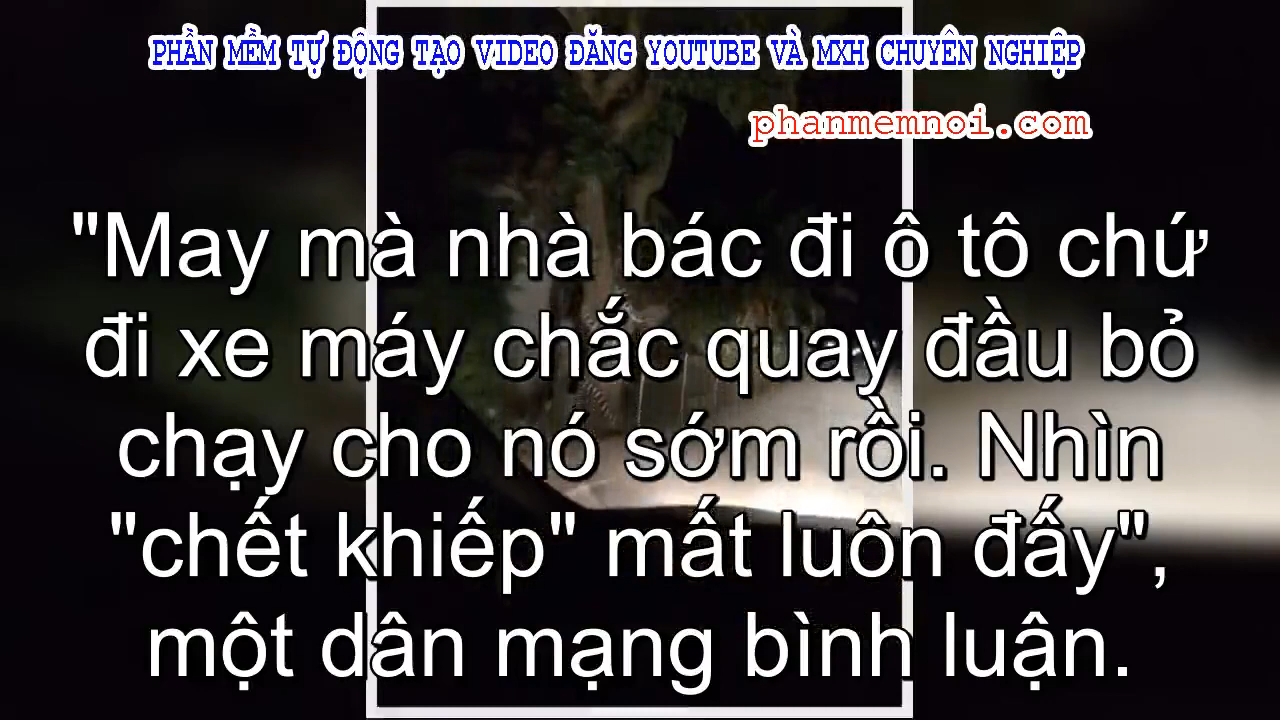 PHẦN MỀM TỰ ĐỘNG TẠO VIDEO ĐĂNG YOUTUBE VÀ MXH CHUYÊN NGHIỆP
phanmemnoi.com
"May mà nhà bác đi ô tô chứ
đi xe máy chắc quay đầu bỏ
chạy cho nó sớm rồi. Nhìn
"chết khiếp" mất luôn đấy",
một dân mạng bình luận.